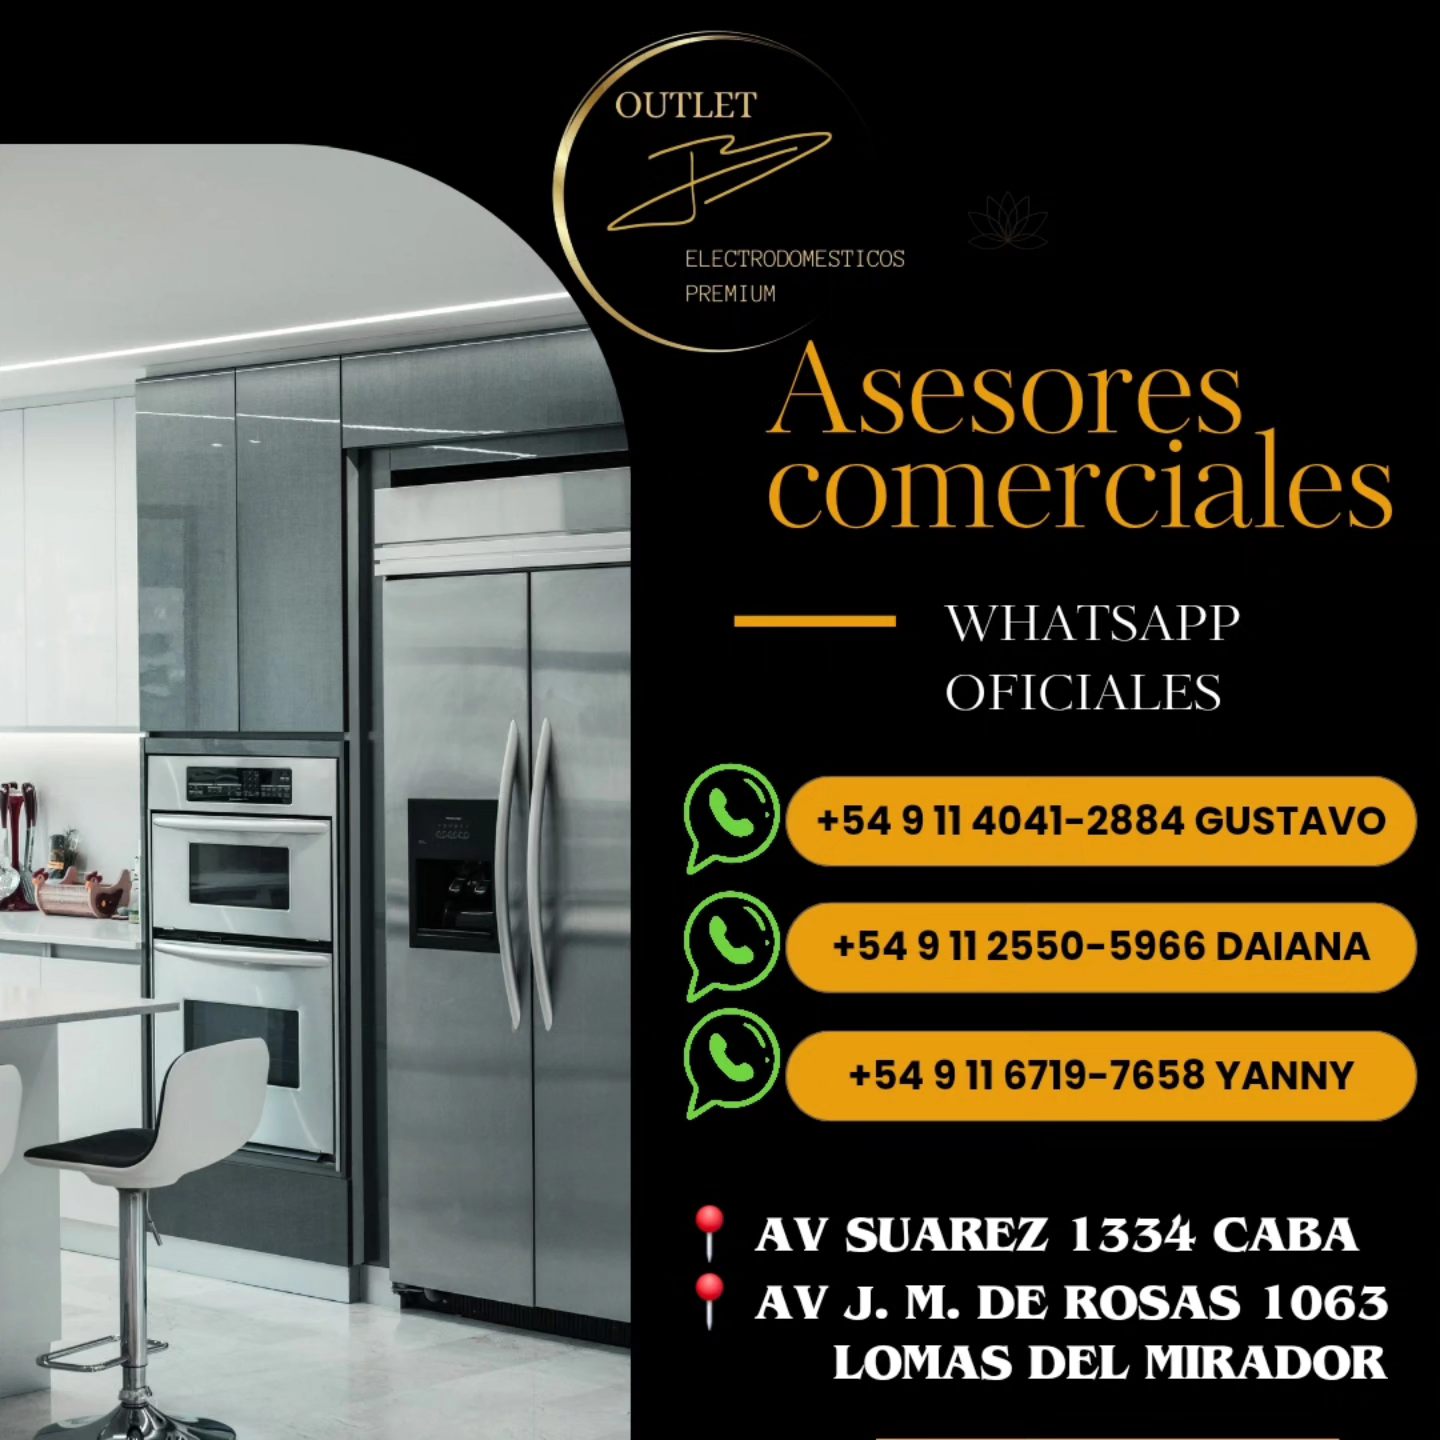 OUTLET
ELECTRODOMESTICOS
PREMIUM
Asesores
comerciales
WHATSAPP
OFICIALES
+54 9 11 4041-2884 GUSTAVO
+54 9 11 2550-5966 DAIANA
+54 9 11 6719-7658 YANNY
AV SUAREZ 1334 CABA
AV J. M. DE ROSAS 1063
LOMAS DEL MIRADOR